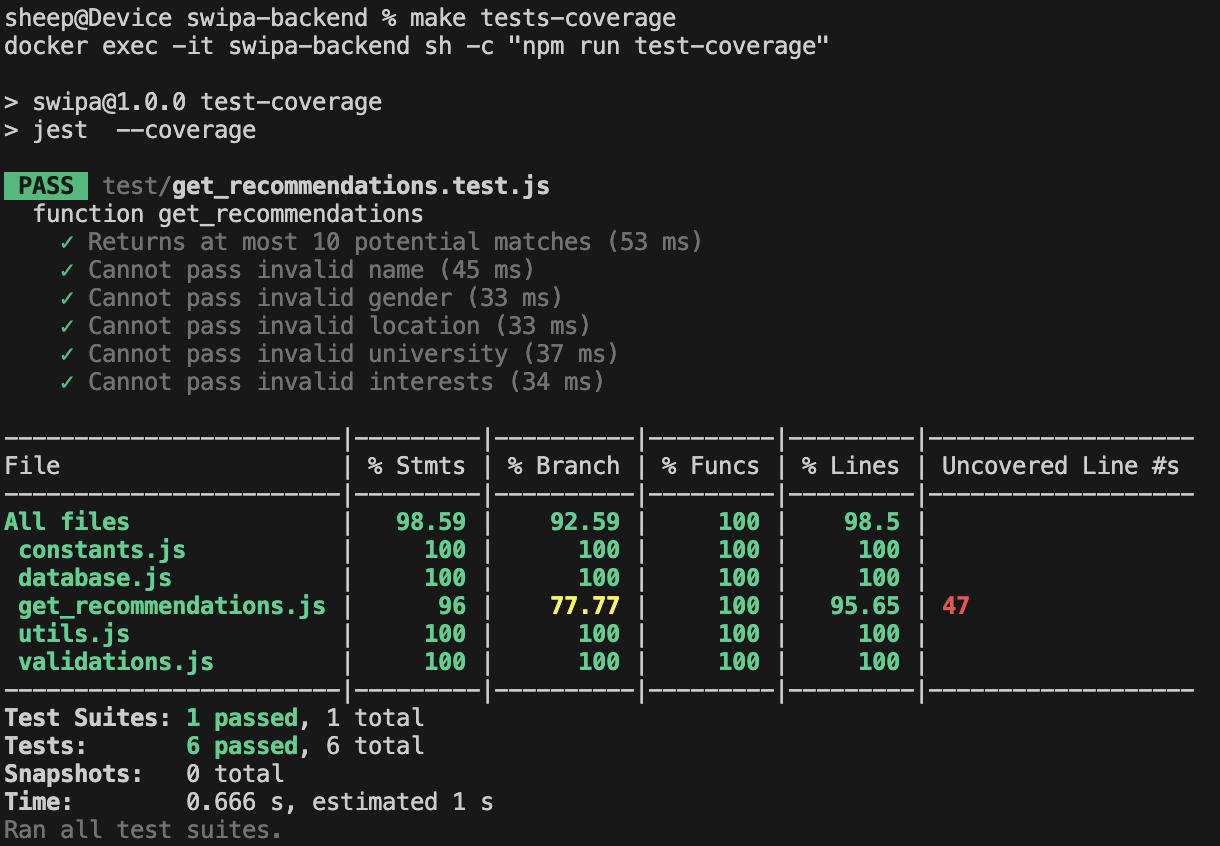 sheep@Device swipa-backend % make tests-coverage
docker exec -it swipa-backend sh -c "npm run test-coverage"

> swipa@1.0.0 test-coverage
> jest  --coverage

 PASS  test/get_recommendations.test.js
  function get_recommendations
    ✓ Returns at most 10 potential matches (53 ms)
    ✓ Cannot pass invalid name (45 ms)
    ✓ Cannot pass invalid gender (33 ms)
    ✓ Cannot pass invalid location (33 ms)
    ✓ Cannot pass invalid university (37 ms)
    ✓ Cannot pass invalid interests (34 ms)

------------------------|---------|----------|---------|---------|-------------------
File                    | % Stmts | % Branch | % Funcs | % Lines | Uncovered Line #s
------------------------|---------|----------|---------|---------|-------------------
All files               |   98.59 |    92.59 |     100 |    98.5 |
 constants.js           |     100 |      100 |     100 |     100 |
 database.js            |     100 |      100 |     100 |     100 |
 get_recommendations.js |      96 |    77.77 |     100 |   95.65 | 47
 utils.js               |     100 |      100 |     100 |     100 |
 validations.js         |     100 |      100 |     100 |     100 |
------------------------|---------|----------|---------|---------|-------------------
Test Suites: 1 passed, 1 total
Tests:       6 passed, 6 total
Snapshots:   0 total
Time:        0.666 s, estimated 1 s
Ran all test suites.